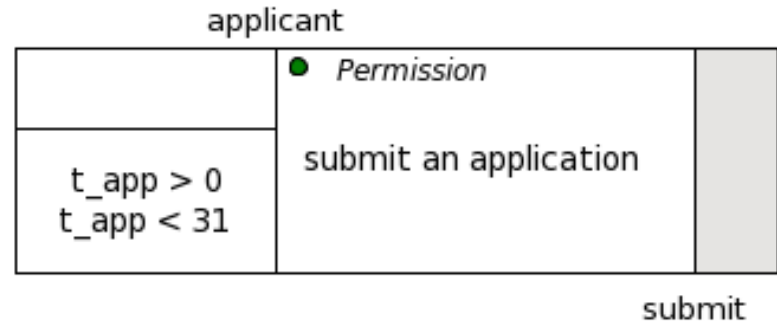 applicant
Permission
submit an application
t_app > 0
t_app < 31
submit